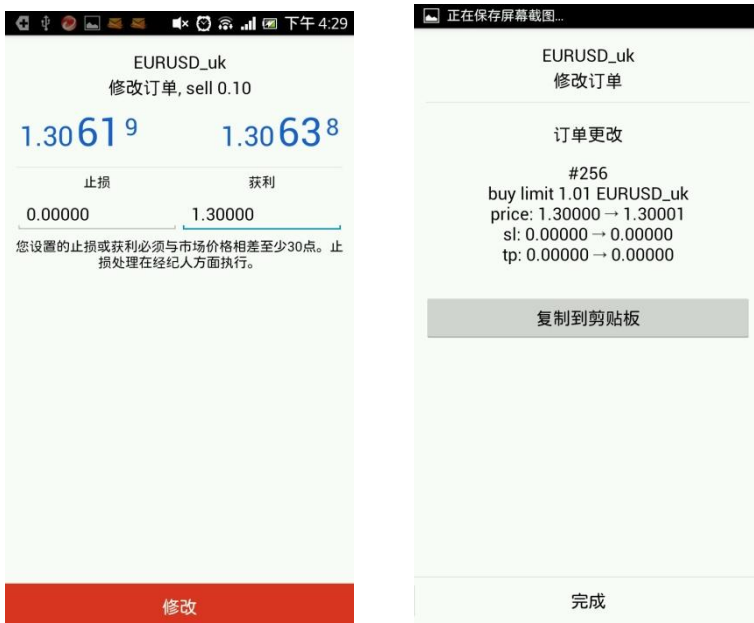 下午 4:29
EURUSD_uk
修改订单, sell 0.10
1.30619 1.30638
止损 获利
0.00000 1.30000
您设置的止损或获利必须与市场价格相差至少30点。止
损处理在经纪人方面执行。
修改
正在保存屏幕截图...
EURUSD_uk
修改订单
订单更改
#256
buy limit 1.01 EURUSD_uk
price: 1.30000 → 1.30001
sl: 0.00000 → 0.00000
tp: 0.00000 → 0.00000
复制到剪贴板
完成